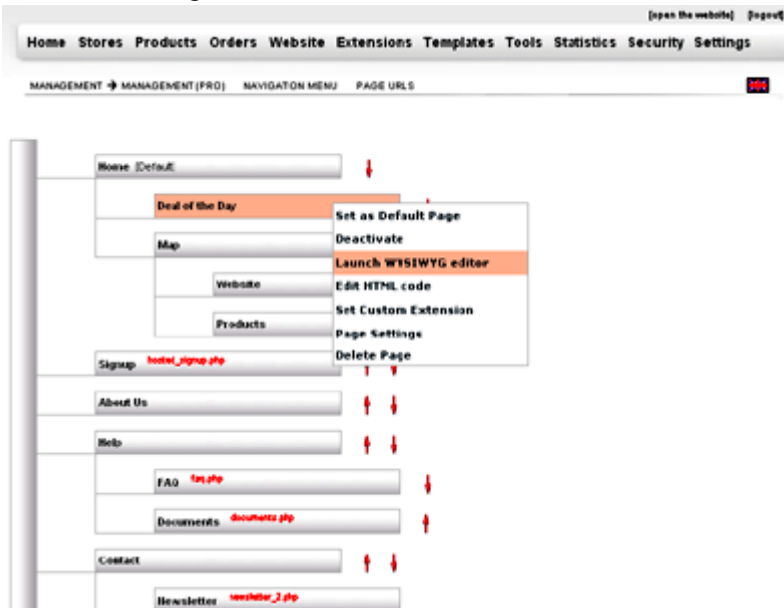 [open the website] [logout]
Home Stores Products Orders Website Extensions Templates Tools Statistics Security Settings
MANAGEMENT → MANAGEMENT (PRO) NAVIGATION MENU PAGE URLS
Home [Default]
Deal of the Day
Set as Default Page
Deactivate
Map
Launch WYSIWYG editor
Website
Edit HTML code
Set Custom Extension
Products
Page Settings
Delete Page
Signup hosted_signup.php
About Us
Help
FAQ faq.php
Documents documents.php
Contact
Newsletter newsletter_2.php